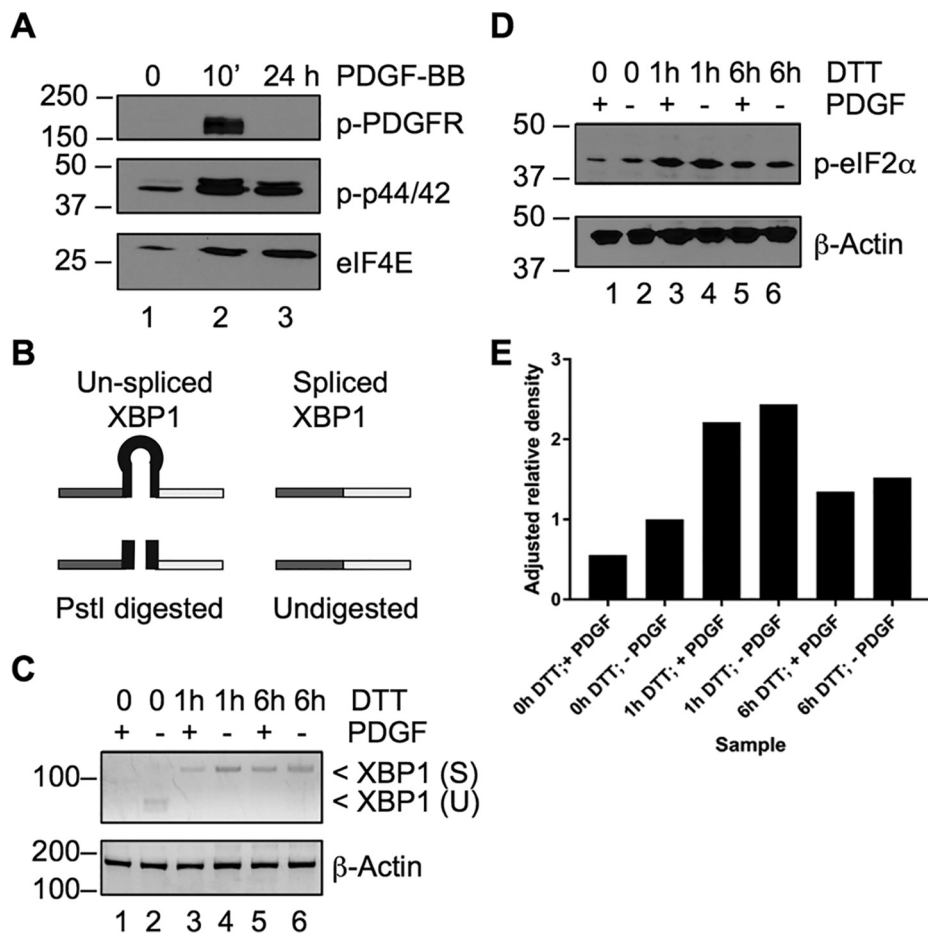 A
0 10' 24 h PDGF-BB
250
150
p-PDGFR
50
37
p-p44/42
25
eIF4E
1 2 3
B
Un-spliced XBP1
Spliced XBP1
PstI digested
Undigested
C
0 0 1h 1h 6h 6h DTT
+ - + - + - PDGF
100
< XBP1 (S)
< XBP1 (U)
200
100
β-Actin
1 2 3 4 5 6
D
0 0 1h 1h 6h 6h DTT
+ - + - + - PDGF
50
37
p-eIF2α
50
37
β-Actin
1 2 3 4 5 6
E
Adjusted relative density
3
2
1
0
0h DTT;+ PDGF
0h DTT; - PDGF
1h DTT; + PDGF
1h DTT; - PDGF
6h DTT; + PDGF
6h DTT; - PDGF
Sample